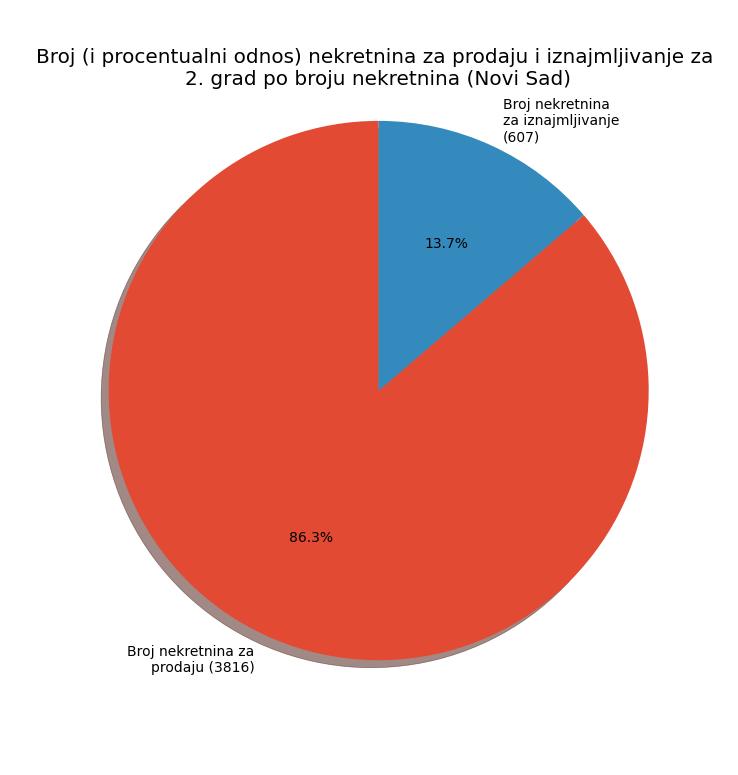 Broj (i procentualni odnos) nekretnina za prodaju i iznajmljivanje za
2. grad po broju nekretnina (Novi Sad)
Broj nekretnina
za iznajmljivanje
(607)
13.7%
86.3%
Broj nekretnina za
prodaju (3816)